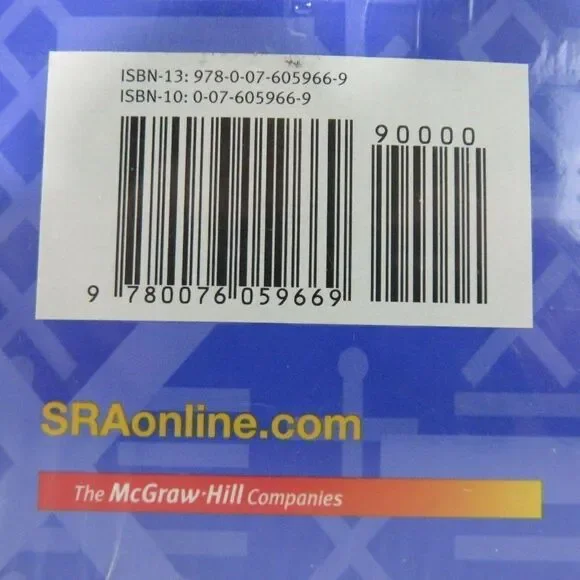 ISBN-13: 978-0-07-605966-9
ISBN-10: 0-07-605966-9
90000
9 780076 059669
SRAonline.com
The McGraw·Hill Companies